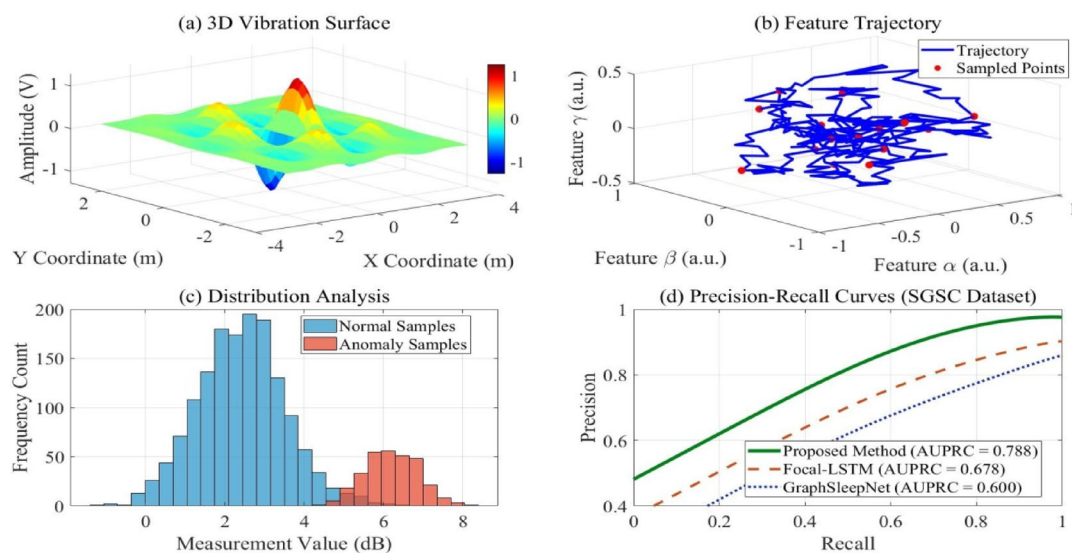 (a) 3D Vibration Surface
Amplitude (V)
1
0
-1
2
0
-2
Y Coordinate (m)
-4
-2
0
2
4
X Coordinate (m)
1
0
-1
(b) Feature Trajectory
Trajectory
Sampled Points
Feature γ (a.u.)
0.5
0
-0.5
1
0
-1
Feature β (a.u.)
-1
-0.5
0
0.5
1
Feature α (a.u.)
(c) Distribution Analysis
Normal Samples
Anomaly Samples
Frequency Count
200
150
100
50
0
0
2
4
6
8
Measurement Value (dB)
(d) Precision-Recall Curves (SGSC Dataset)
Precision
1
0.8
0.6
0.4
Proposed Method (AUPRC = 0.788)
Focal-LSTM (AUPRC = 0.678)
GraphSleepNet (AUPRC = 0.600)
0
0.2
0.4
0.6
0.8
1
Recall